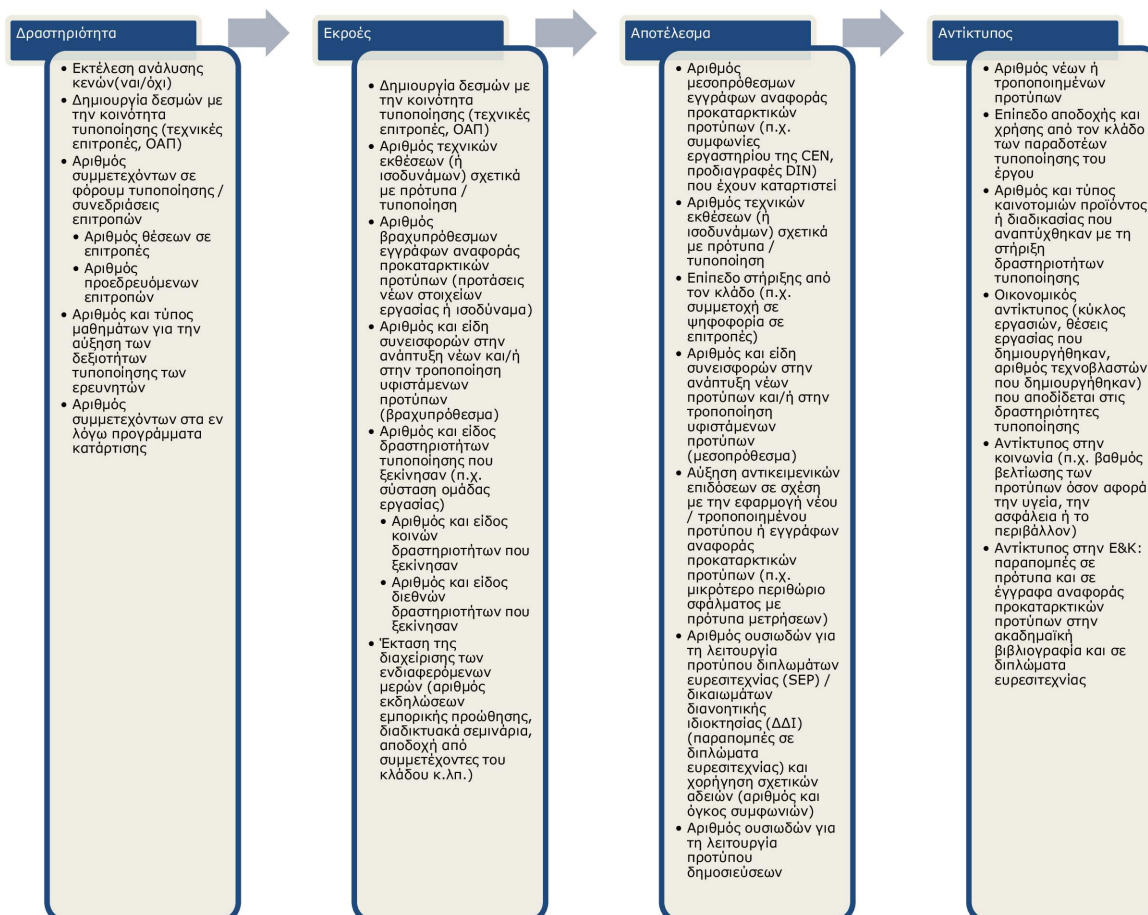 Δραστηριότητα
• Εκτέλεση ανάλυσης
κενών(ναι/όχι)
• Δημιουργία δεσμών με
την κοινότητα
τυποποίησης (τεχνικές
επιτροπές, ΟΑΠ)
• Αριθμός
συμμετεχόντων σε
φόρουμ τυποποίησης /
συνεδριάσεις
επιτροπών
• Αριθμός θέσεων σε
επιτροπές
• Αριθμός
προεδρευόμενων
επιτροπών
• Αριθμός και τύπος
μαθημάτων για την
αύξηση των
δεξιοτήτων
τυποποίησης των
ερευνητών
• Αριθμός
συμμετεχόντων στα εν
λόγω προγράμματα
κατάρτισης
Εκροές
• Δημιουργία δεσμών με
την κοινότητα
τυποποίησης (τεχνικές
επιτροπές, ΟΑΠ)
• Αριθμός τεχνικών
εκθέσεων (ή
ισοδυνάμων) σχετικά
με πρότυπα /
τυποποίηση
• Αριθμός
βραχυπρόθεσμων
εγγράφων αναφοράς
προκαταρκτικών
προτύπων (προτάσεις
νέων στοιχείων
εργασίας ή ισοδύναμα)
• Αριθμός και είδη
συνεισφορών στην
ανάπτυξη νέων και/ή
στην τροποποίηση
υφιστάμενων
προτύπων
(βραχυπρόθεσμα)
• Αριθμός και είδος
δραστηριοτήτων
τυποποίησης που
ξεκίνησαν (π.χ.
σύσταση ομάδας
εργασίας)
• Αριθμός και είδος
κοινών
δραστηριοτήτων που
ξεκίνησαν
• Αριθμός και είδος
διεθνών
δραστηριοτήτων που
ξεκίνησαν
• Έκταση της
διαχείρισης των
ενδιαφερόμενων
μερών (αριθμός
εκδηλώσεων
εμπορικής προώθησης,
διαδικτυακά σεμινάρια,
αποδοχή από
συμμετέχοντες του
κλάδου κ.λπ.)
Αποτέλεσμα
• Αριθμός
μεσοπρόθεσμων
εγγράφων αναφοράς
προκαταρκτικών
προτύπων (π.χ.
συμφωνίες
εργαστηρίου της CEN,
προδιαγραφές DIN)
που έχουν καταρτιστεί
• Αριθμός τεχνικών
εκθέσεων (ή
ισοδυνάμων) σχετικά
με πρότυπα /
τυποποίηση
• Επίπεδο στήριξης από
τον κλάδο (π.χ.
συμμετοχή σε
ψηφοφορία σε
επιτροπές)
• Αριθμός και είδη
συνεισφορών στην
ανάπτυξη νέων
προτύπων και/ή στην
τροποποίηση
υφιστάμενων
προτύπων
(μεσοπρόθεσμα)
• Αύξηση αντικειμενικών
επιδόσεων σε σχέση
με την εφαρμογή νέου
/ τροποποιημένου
προτύπου ή εγγράφων
αναφοράς
προκαταρκτικών
προτύπων (π.χ.
μικρότερο περιθώριο
σφάλματος με
πρότυπα μετρήσεων)
• Αριθμός ουσιωδών για
τη λειτουργία
προτύπου διπλωμάτων
ευρεσιτεχνίας (SEP) /
δικαιωμάτων
διανοητικής
ιδιοκτησίας (ΔΔΙ)
(παραπομπές σε
διπλώματα
ευρεσιτεχνίας) και
χορήγηση σχετικών
αδειών (αριθμός και
όγκος συμφωνιών)
• Αριθμός ουσιωδών για
τη λειτουργία
προτύπου
δημοσιεύσεων
Αντίκτυπος
• Αριθμός νέων ή
τροποποιημένων
προτύπων
• Επίπεδο αποδοχής και
χρήσης από τον κλάδο
των παραδοτέων
τυποποίησης του
έργου
• Αριθμός και τύπος
καινοτομιών προϊόντος
ή διαδικασίας που
αναπτύχθηκαν με τη
στήριξη
δραστηριοτήτων
τυποποίησης
• Οικονομικός
αντίκτυπος (κύκλος
εργασιών, θέσεις
εργασίας που
δημιουργήθηκαν,
αριθμός τεχνοβλαστών
που δημιουργήθηκαν)
που αποδίδεται στις
δραστηριότητες
τυποποίησης
• Αντίκτυπος στην
κοινωνία (π.χ. βαθμός
βελτίωσης των
προτύπων όσον αφορά
την υγεία, την
ασφάλεια ή το
περιβάλλον)
• Αντίκτυπος στην Ε&Κ:
παραπομπές σε
πρότυπα και σε
έγγραφα αναφοράς
προκαταρκτικών
προτύπων στην
ακαδημαϊκή
βιβλιογραφία και σε
διπλώματα
ευρεσιτεχνίας